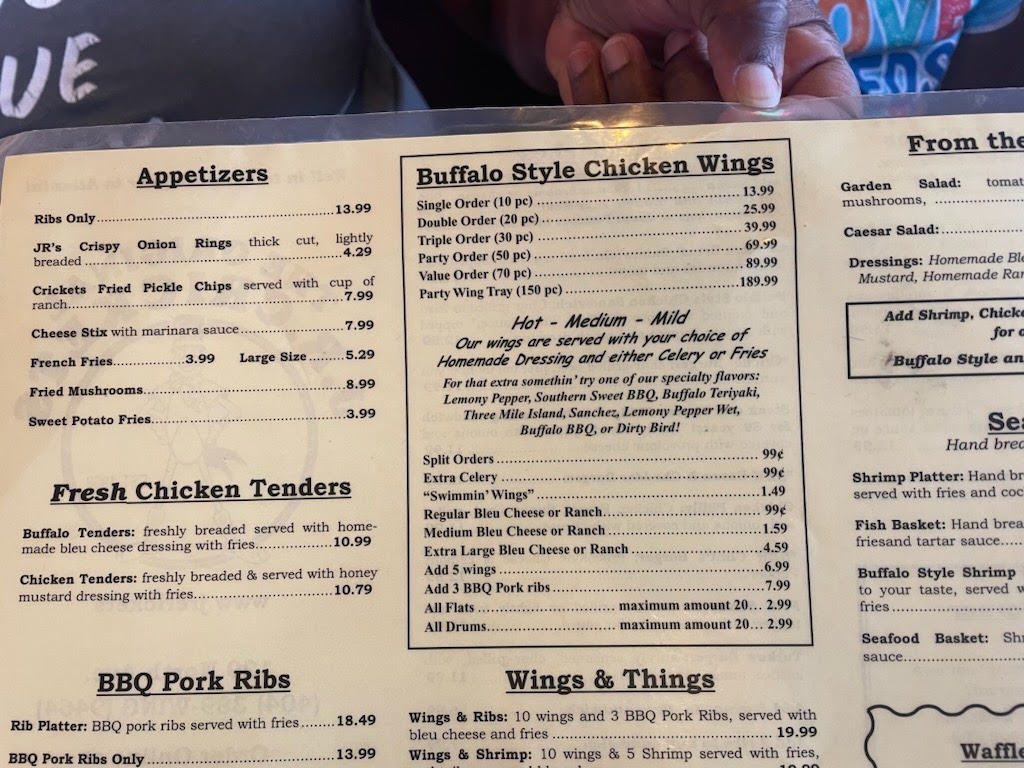 UE
OVE
Appetizers
Ribs Only 13.99
JR's Crispy Onion Rings thick cut, lightly
breaded 4.29
Crickets Fried Pickle Chips served with cup of
ranch 7.99
Cheese Stix with marinara sauce 7.99
French Fries 3.99 Large Size 5.29
Fried Mushrooms 8.99
Sweet Potato Fries 3.99
Fresh Chicken Tenders
Buffalo Tenders: freshly breaded served with home-
made bleu cheese dressing with fries 10.99
Chicken Tenders: freshly breaded & served with honey
mustard dressing with fries 10.79
BBQ Pork Ribs
Rib Platter: BBQ pork ribs served with fries 18.49
BBQ Pork Ribs Only 13.99
Buffalo Style Chicken Wings
Single Order (10 pc) 13.99
Double Order (20 pc) 25.99
Triple Order (30 pc) 39.99
Party Order (50 pc) 69.99
Value Order (70 pc) 89.99
Party Wing Tray (150 pc) 189.99
Hot - Medium - Mild
Our wings are served with your choice of
Homemade Dressing and either Celery or Fries
For that extra somethin' try one of our specialty flavors:
Lemony Pepper, Southern Sweet BBQ, Buffalo Teriyaki,
Three Mile Island, Sanchez, Lemony Pepper Wet,
Buffalo BBQ, or Dirty Bird!
Split Orders 99¢
Extra Celery 99¢
"Swimmin' Wings" 1.49
Regular Bleu Cheese or Ranch 99¢
Medium Bleu Cheese or Ranch 1.59
Extra Large Bleu Cheese or Ranch 4.59
Add 5 wings 6.99
Add 3 BBQ Pork ribs 7.99
All Flats maximum amount 20... 2.99
All Drums maximum amount 20... 2.99
Wings & Things
Wings & Ribs: 10 wings and 3 BBQ Pork Ribs, served with
bleu cheese and fries 19.99
Wings & Shrimp: 10 wings & 5 Shrimp served with fries,
From the
Garden Salad: tomat
mushrooms,
Caesar Salad:
Dressings: Homemade Ble
Mustard, Homemade Ran
Add Shrimp, Chicke
for a
Buffalo Style an
Sea
Hand brea
Shrimp Platter: Hand br
served with fries and coc
Fish Basket: Hand brea
friesand tartar sauce
Buffalo Style Shrimp
to your taste, served w
fries
Seafood Basket: Shr
sauce
Waffle